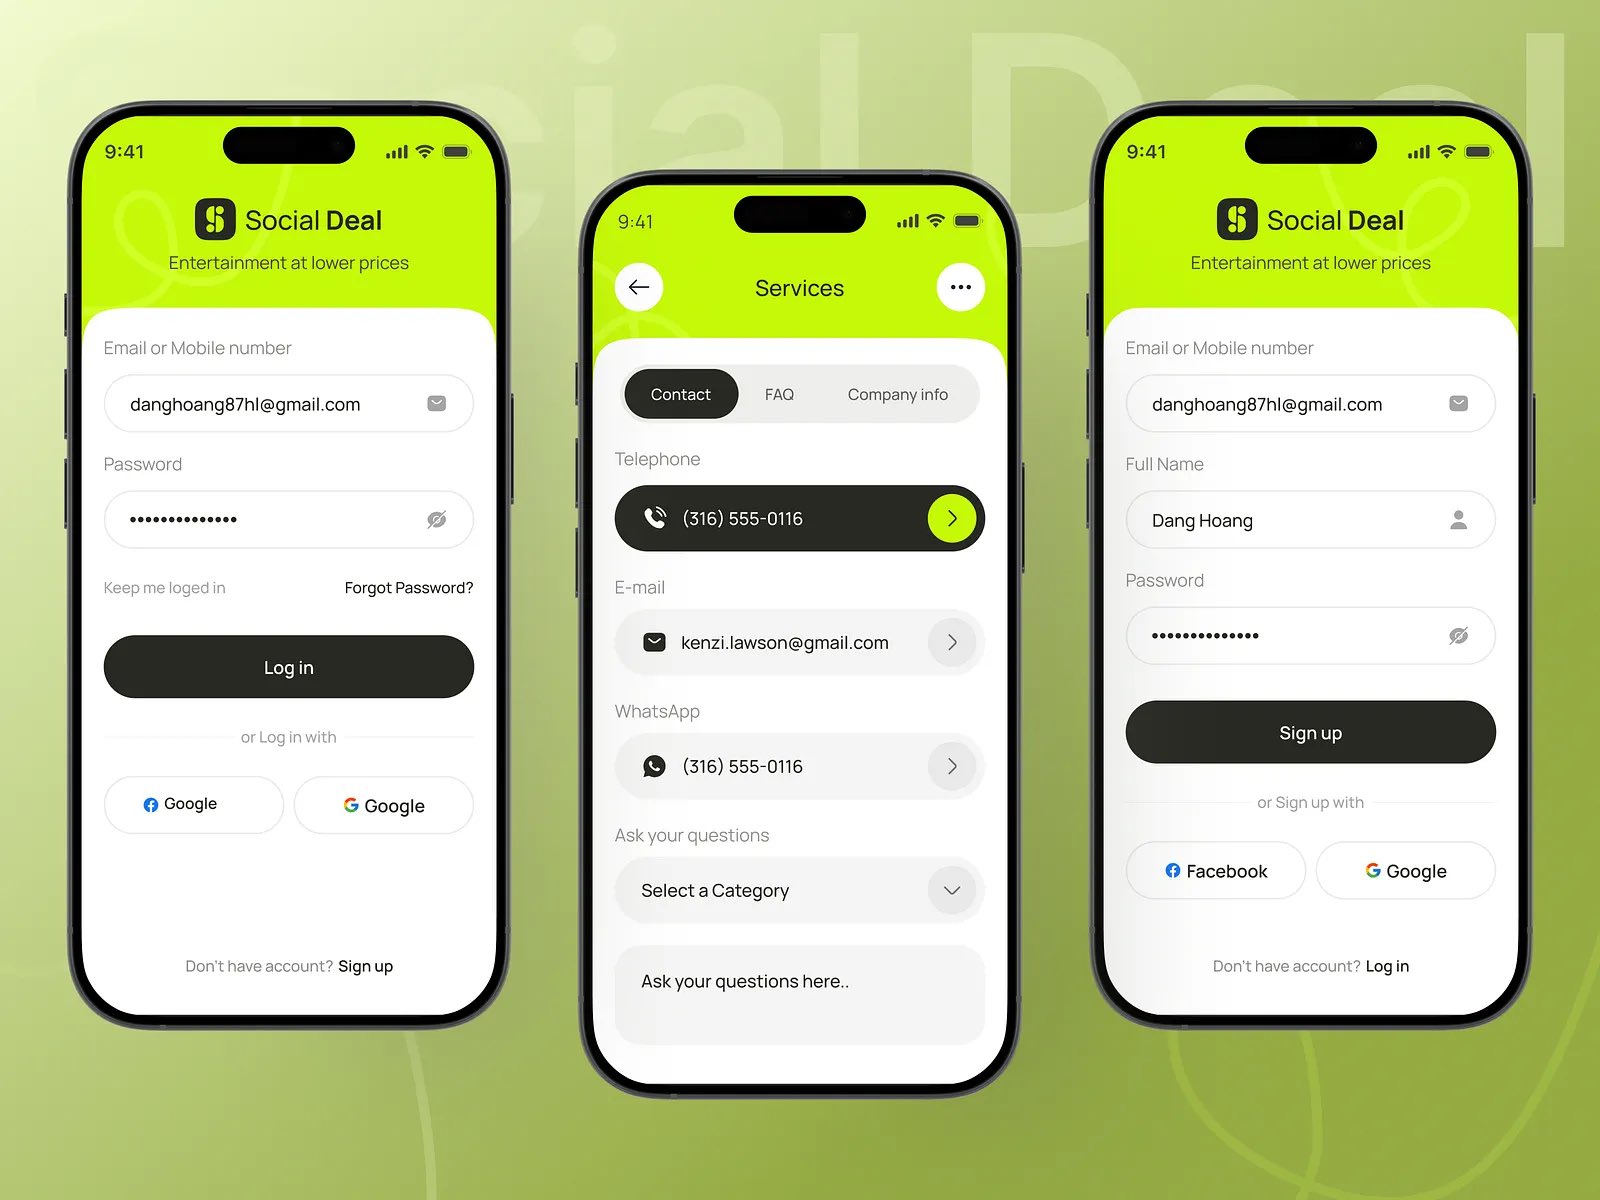 Social Deal
9:41
Social Deal
Entertainment at lower prices
Email or Mobile number
danghoang87hl@gmail.com
Password
••••••••••••••
Keep me loged in
Forgot Password?
Log in
or Log in with
Google
Google
Don't have account? Sign up
9:41
Services
Contact
FAQ
Company info
Telephone
(316) 555-0116
E-mail
kenzi.lawson@gmail.com
WhatsApp
(316) 555-0116
Ask your questions
Select a Category
Ask your questions here..
9:41
Social Deal
Entertainment at lower prices
Email or Mobile number
danghoang87hl@gmail.com
Full Name
Dang Hoang
Password
••••••••••••••
Sign up
or Sign up with
Facebook
Google
Don't have account? Log in